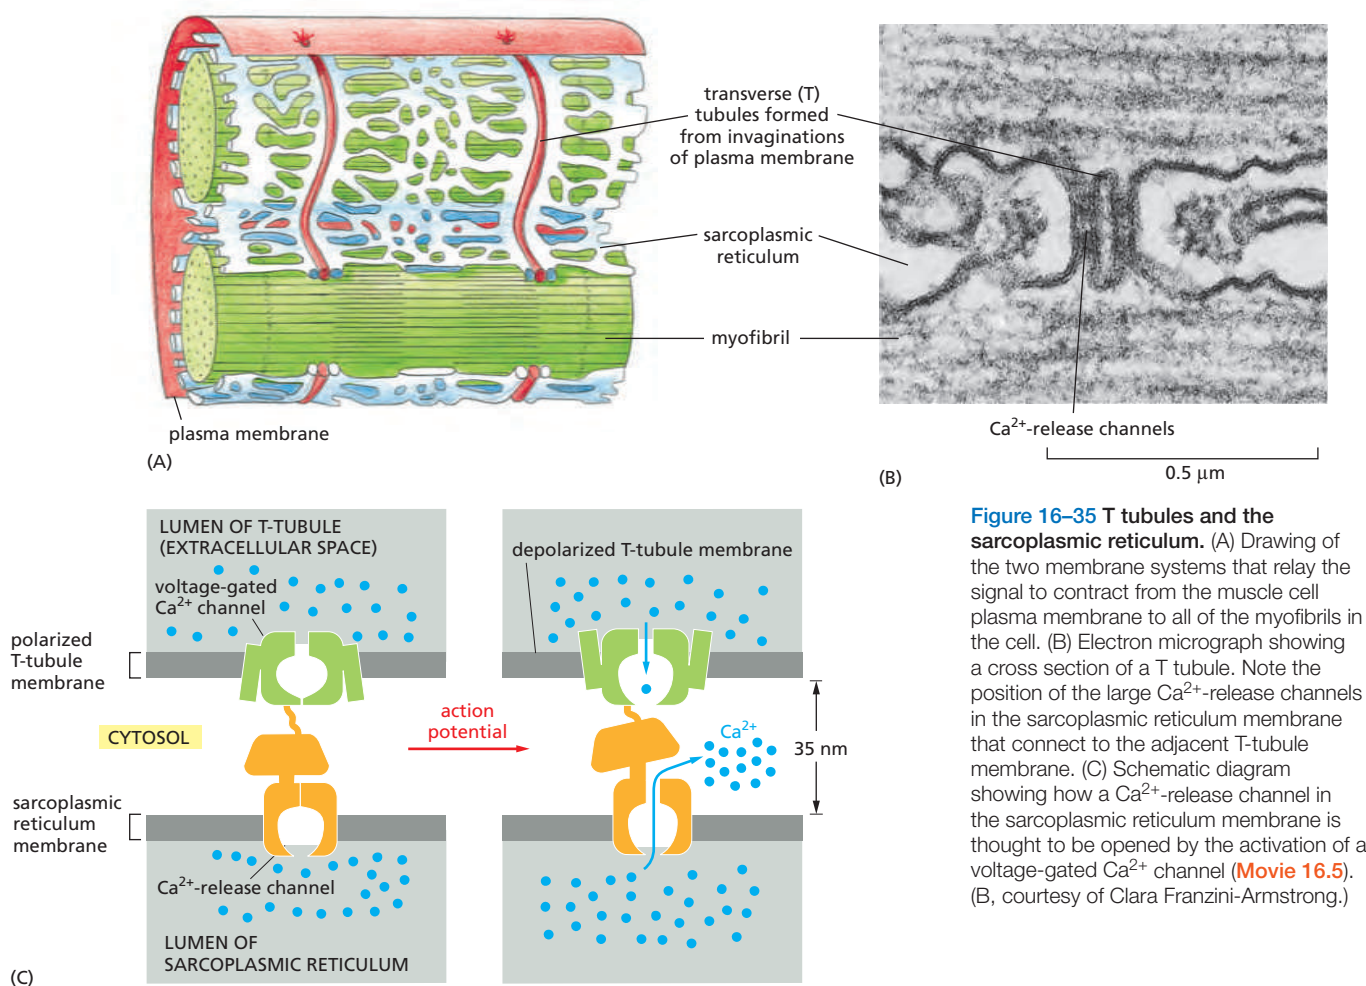 transverse (T)
tubules formed
from invaginations
of plasma membrane
sarcoplasmic
reticulum
myofibril
plasma membrane
(A)
Ca²⁺-release channels
0.5 μm
(B)
LUMEN OF T-TUBULE
(EXTRACELLULAR SPACE)
voltage-gated
Ca²⁺ channel
polarized
T-tubule
membrane
CYTOSOL
sarcoplasmic
reticulum
membrane
Ca²⁺-release channel
LUMEN OF
SARCOPLASMIC RETICULUM
action
potential
depolarized T-tubule membrane
Ca²⁺
35 nm
(C)
Figure 16–35 T tubules and the
sarcoplasmic reticulum. (A) Drawing of
the two membrane systems that relay the
signal to contract from the muscle cell
plasma membrane to all of the myofibrils in
the cell. (B) Electron micrograph showing
a cross section of a T tubule. Note the
position of the large Ca²⁺-release channels
in the sarcoplasmic reticulum membrane
that connect to the adjacent T-tubule
membrane. (C) Schematic diagram
showing how a Ca²⁺-release channel in
the sarcoplasmic reticulum membrane is
thought to be opened by the activation of a
voltage-gated Ca²⁺ channel (Movie 16.5).
(B, courtesy of Clara Franzini-Armstrong.)